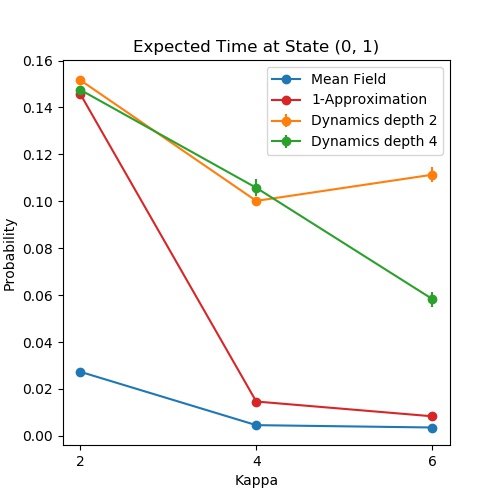 Expected Time at State (0, 1)
0.16
0.14
0.12
0.10
0.08
0.06
0.04
0.02
0.00
Probability
Mean Field
1-Approximation
Dynamics depth 2
Dynamics depth 4
2
4
6
Kappa